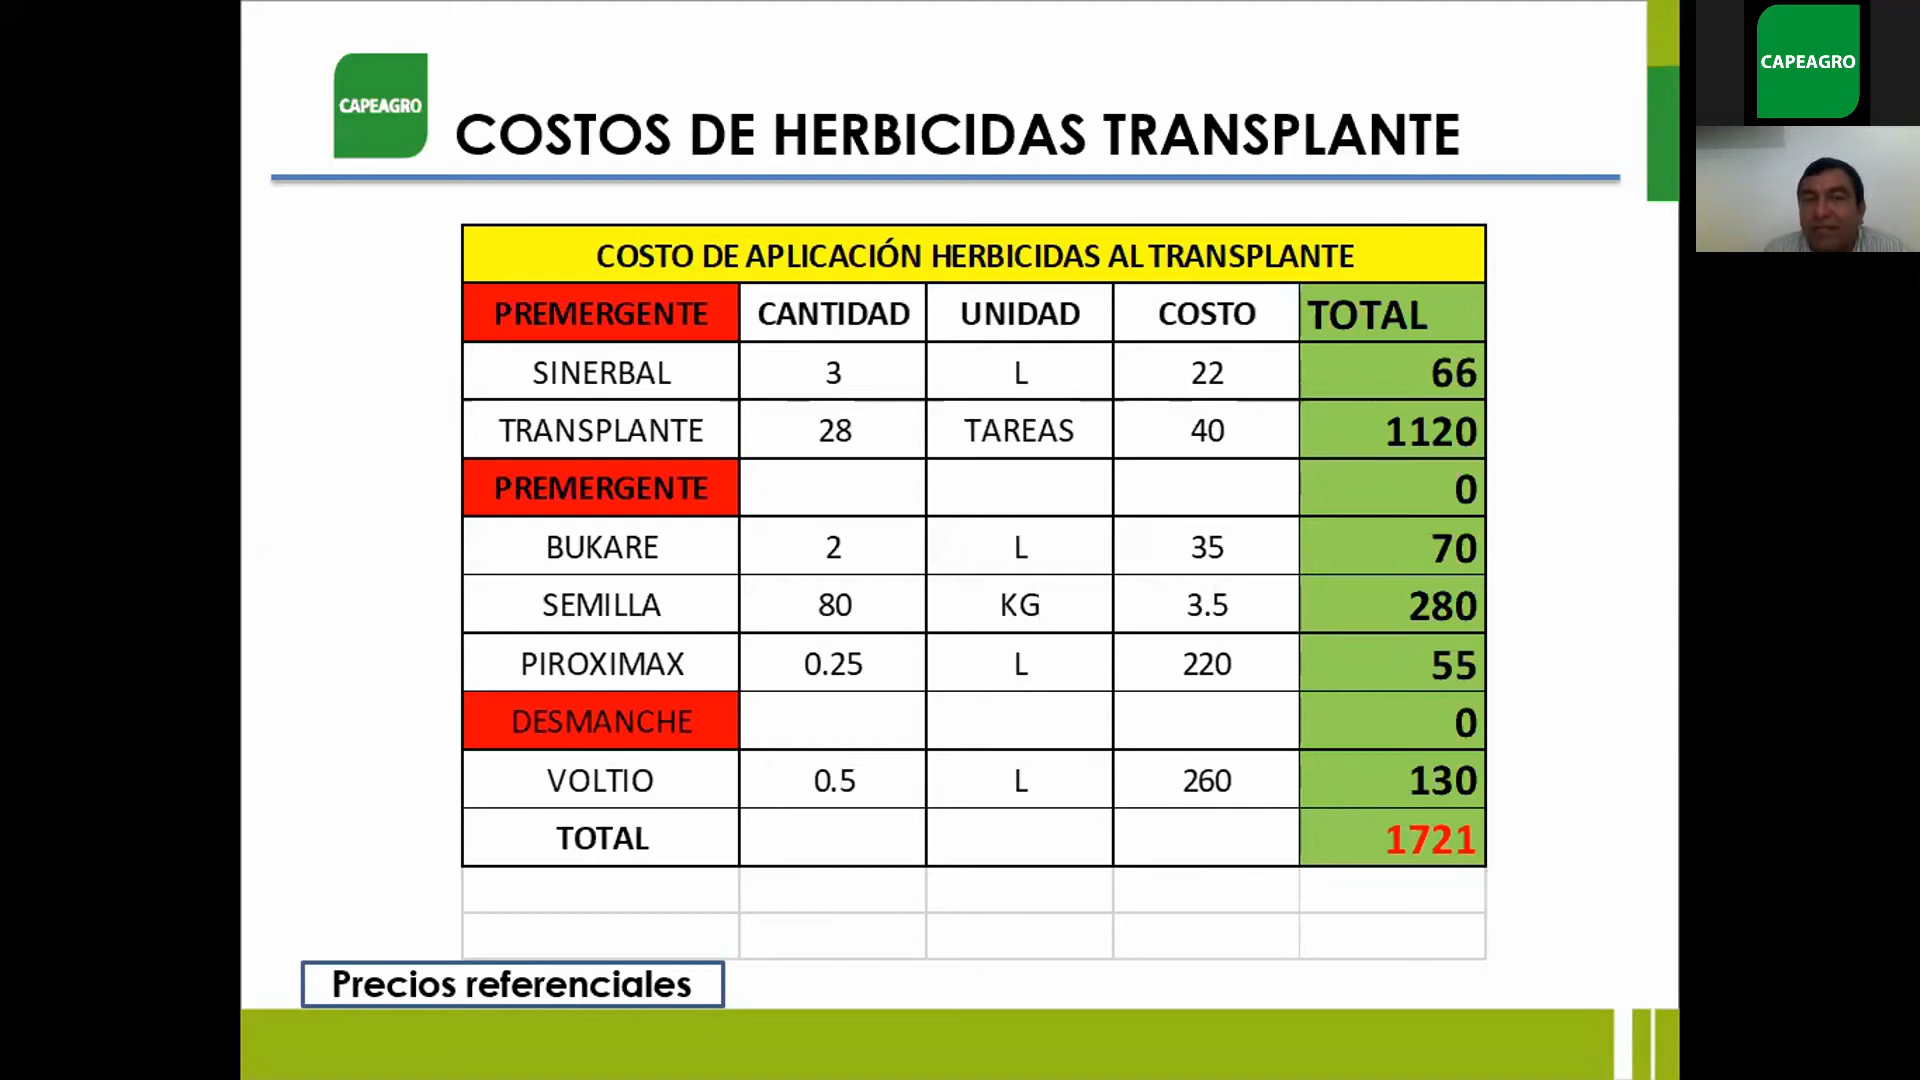 CAPEAGRO
COSTOS DE HERBICIDAS TRANSPLANTE
CAPEAGRO
COSTO DE APLICACIÓN HERBICIDAS AL TRANSPLANTE
PREMERGENTE CANTIDAD UNIDAD COSTO TOTAL
SINERBAL 3 L 22 66
TRANSPLANTE 28 TAREAS 40 1120
PREMERGENTE 0
BUKARE 2 L 35 70
SEMILLA 80 KG 3.5 280
PIROXIMAX 0.25 L 220 55
DESMANCHE 0
VOLTIO 0.5 L 260 130
TOTAL 1721
Precios referenciales